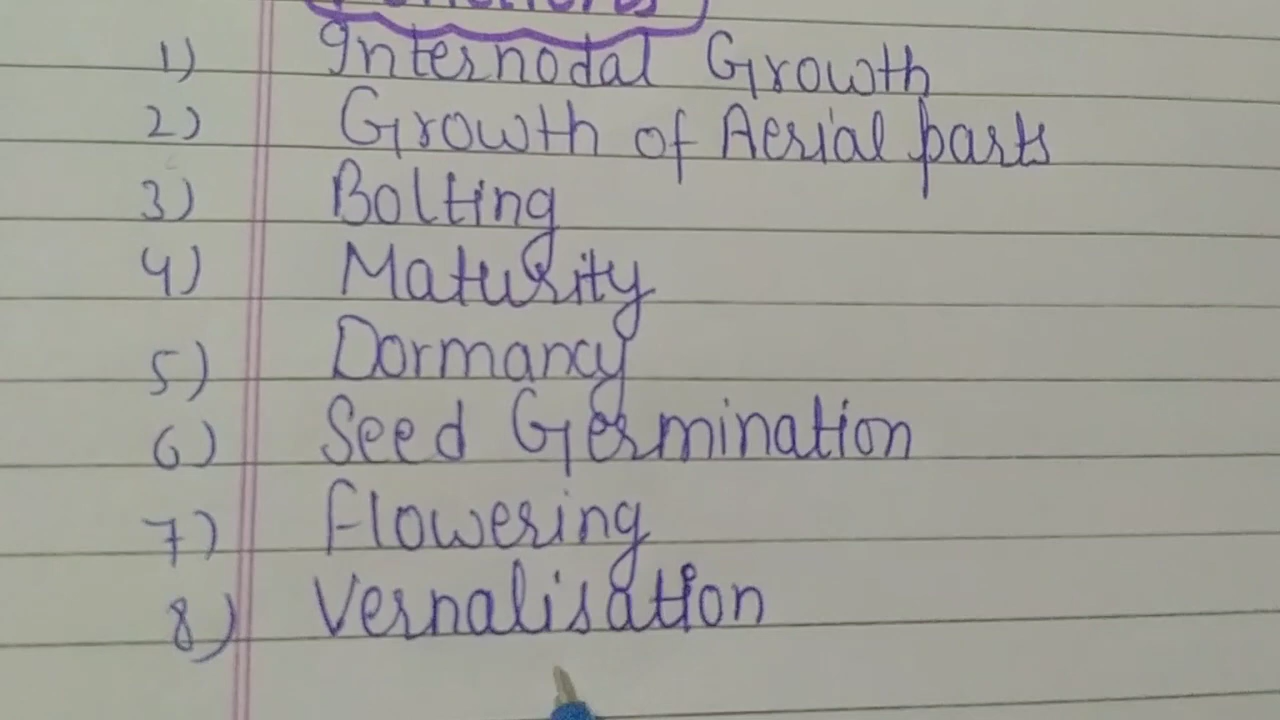 1) Internodal Growth
2) Growth of Aerial parts
3) Bolting
4) Maturity
5) Dormancy
6) Seed Germination
7) Flowering
8) Vernalisation